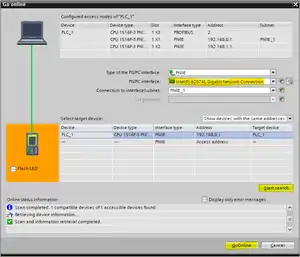 Go online
Configured access nodes of "PLC_1"
Device Device type Slot Interface type Address Subnet
PLC_1 CPU 1516F-3 PN/... 1 X3 PROFIBUS 2
PLC_1 CPU 1516F-3 PN/... 1 X2 PN/IE 192.168.1.1
PLC_1 CPU 1516F-3 PN/... 1 X1 PN/IE 192.168.0.1 PN/IE_1
Type of the PG/PC interface: PN/IE
PG/PC interface: Intel(R) 82574L Gigabit Network Connection
Connection to interface/subnet: PN/IE_1
1st gateway:
Select target device:
Show devices with the same addresses
Device Device type Interface type Address Target device
PLC_1 CPU 1516F-3 PN/... PN/IE 192.168.0.1 PLC_1
— — PN/IE Access address —
Flash LED
Start search
Online status information:
Display only error messages
Scan completed. 1 compatible devices of 1 accessible devices found.
Retrieving device information...
Scan and information retrieval completed.
GoOnline
Cancel